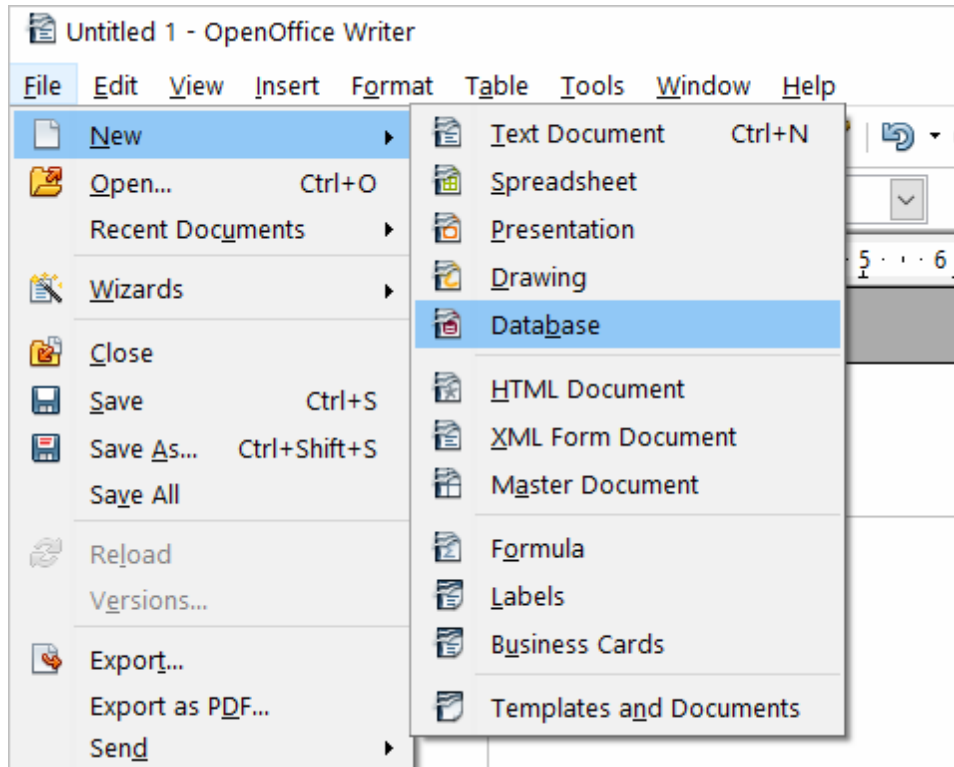 Untitled 1 - OpenOffice Writer
File Edit View Insert Format Table Tools Window Help
New
Open... Ctrl+O
Recent Documents
Wizards
Close
Save Ctrl+S
Save As... Ctrl+Shift+S
Save All
Reload
Versions...
Export...
Export as PDF...
Send
Text Document Ctrl+N
Spreadsheet
Presentation
Drawing
Database
HTML Document
XML Form Document
Master Document
Formula
Labels
Business Cards
Templates and Documents
5 6